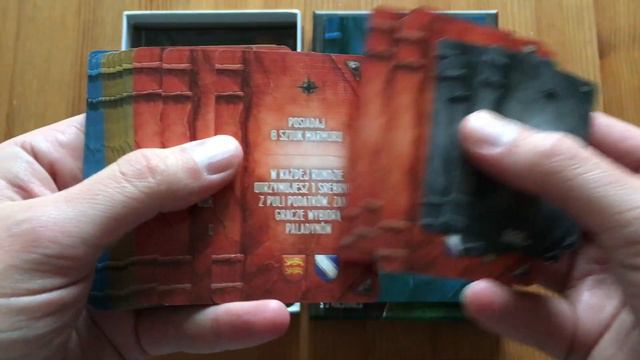 POSIADAJ
8 SZTUK MARMURU
W KAŻDEJ RUNDZIE
OTRZYMUJESZ 1
Z PULI PODATKÓW,
GRACZE WYBIORĄ
PALADYNÓW